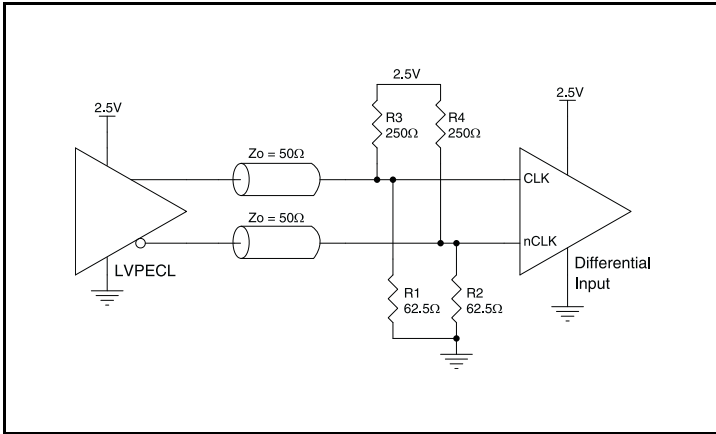 2.5V
2.5V
2.5V
R3
250Ω
R4
250Ω
Zo = 50Ω
CLK
Zo = 50Ω
nCLK
LVPECL
Differential
Input
R1
62.5Ω
R2
62.5Ω